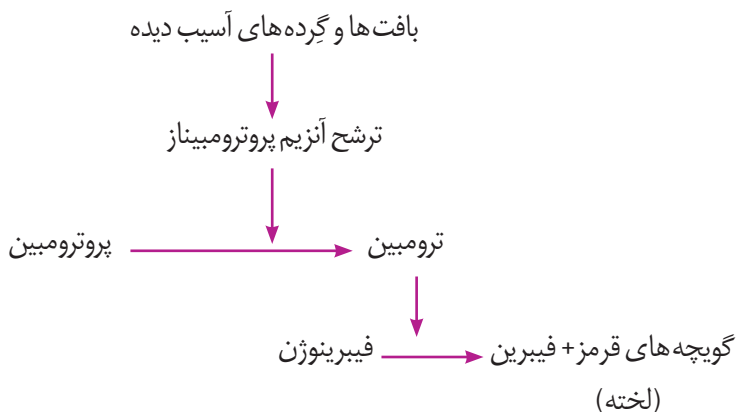 بافت‌ها و گِرده‌های آسیب دیده
ترشح آنزیم پروترومبیناز
پروترومبین
ترومبین
فیبرینوژن
گویچه‌های قرمز + فیبرین
(لخته)